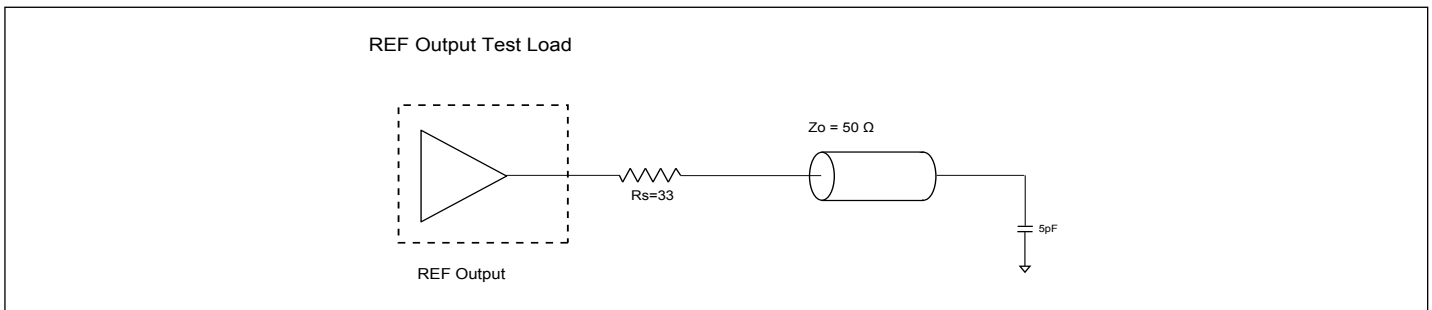 REF Output Test Load
Zo = 50 Ω
Rs=33
5pF
REF Output